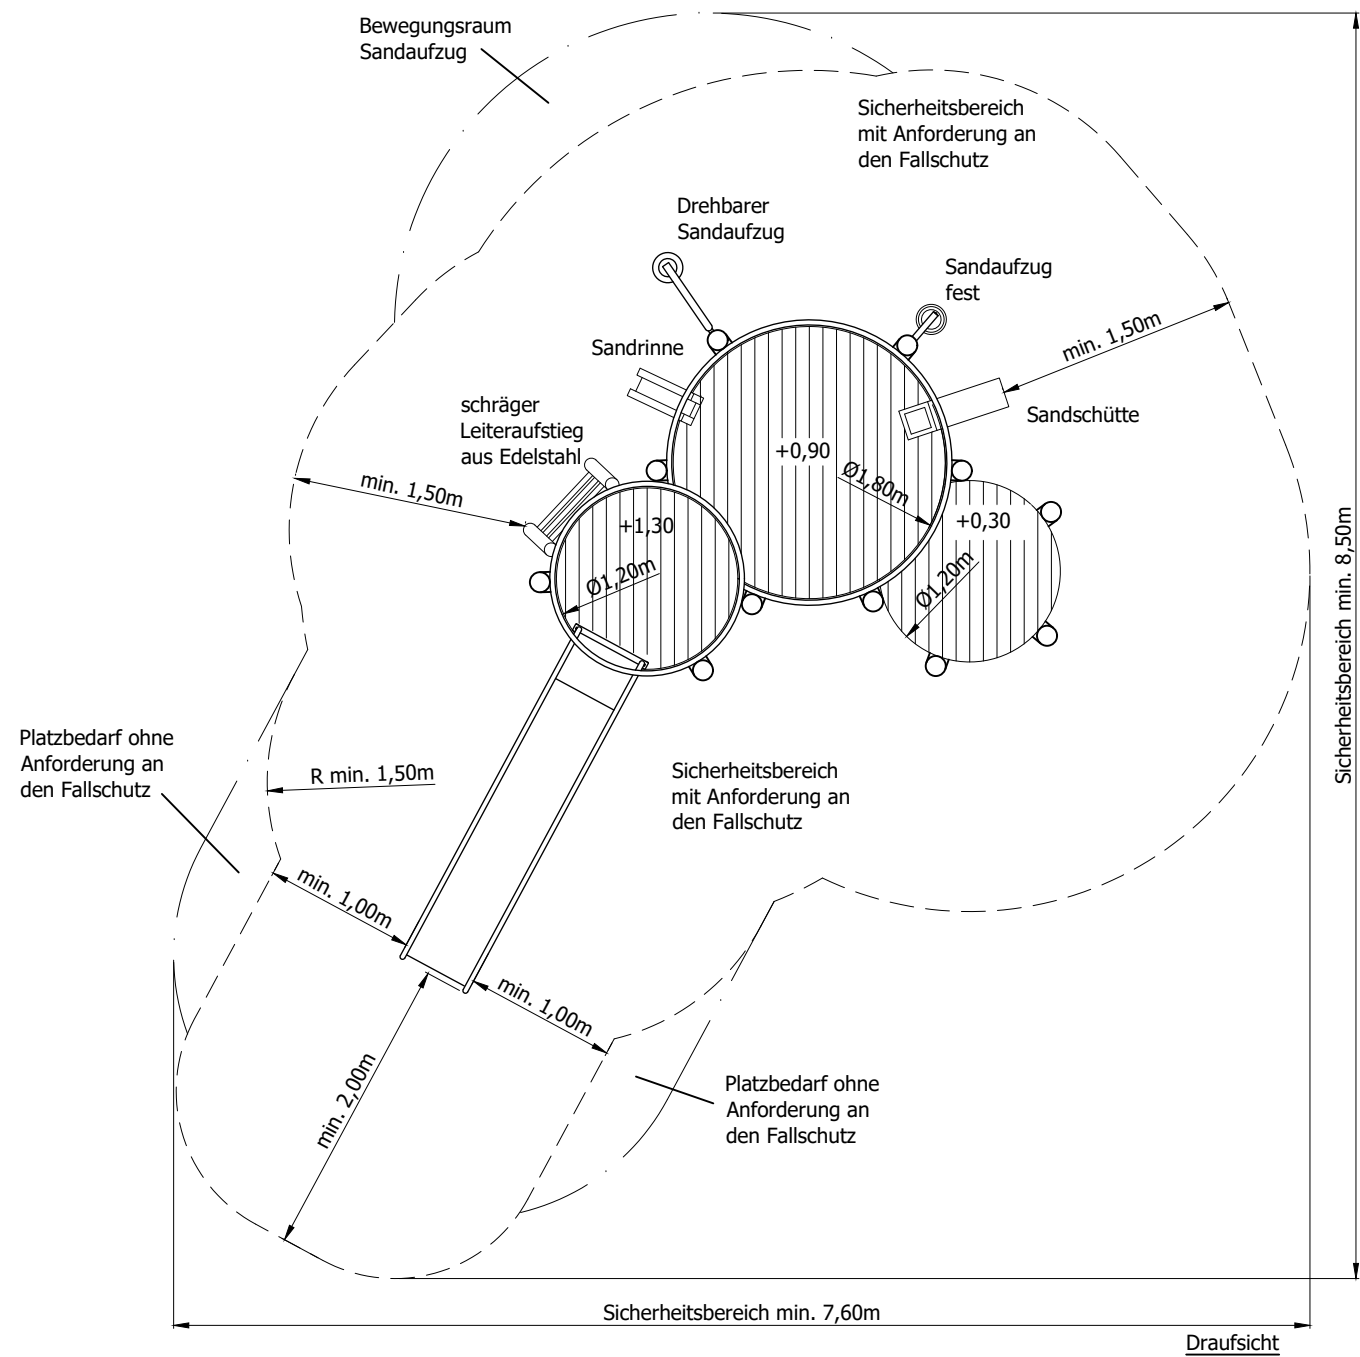 Bewegungsraum
Sandaufzug
Sicherheitsbereich
mit Anforderung an
den Fallschutz
Drehbarer
Sandaufzug
Sandaufzug
fest
min. 1,50m
Sandrinne
schräger
Leiteraufstieg
aus Edelstahl
Sandschütte
+0,90
Ø1,80m
min. 1,50m
+1,30
+0,30
Ø1,20m
Ø1,20m
Sicherheitsbereich min. 8,50m
Platzbedarf ohne
Anforderung an
den Fallschutz
R min. 1,50m
Sicherheitsbereich
mit Anforderung an
den Fallschutz
min. 1,00m
min. 1,00m
min. 2,00m
Platzbedarf ohne
Anforderung an
den Fallschutz
Sicherheitsbereich min. 7,60m
Draufsicht